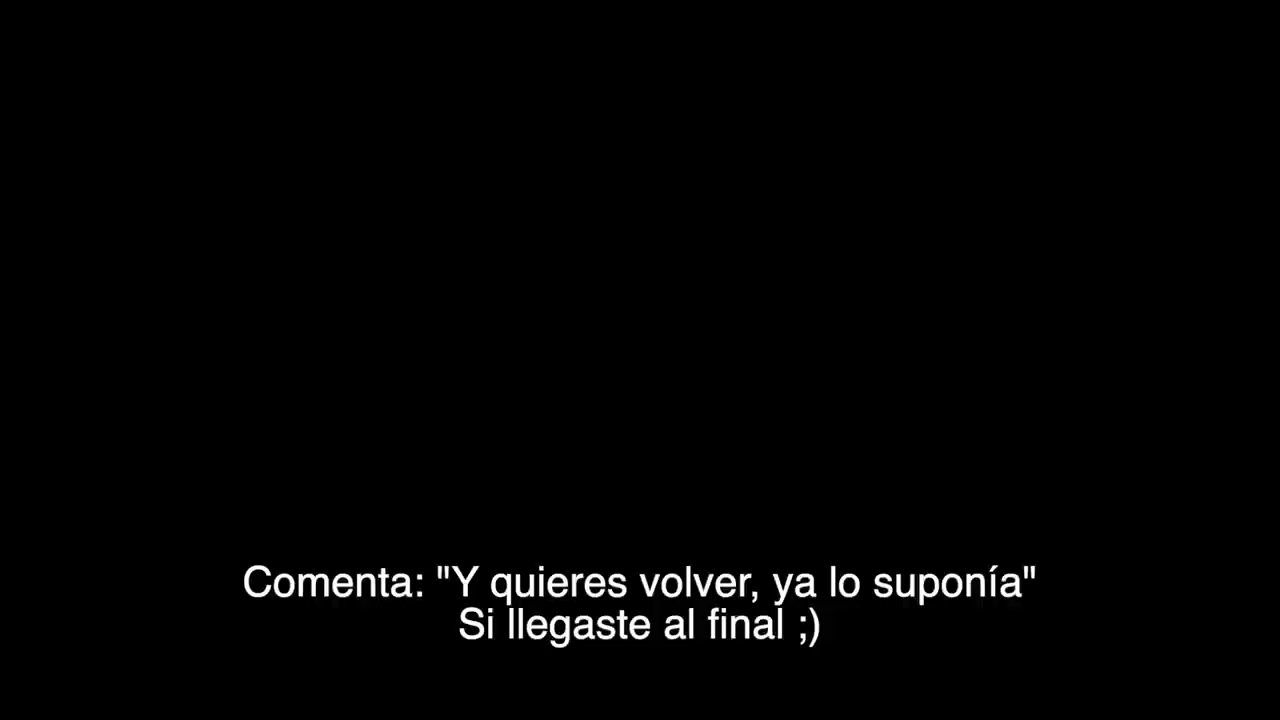 Comenta: "Y quieres volver, ya lo suponía"
Si llegaste al final ;)